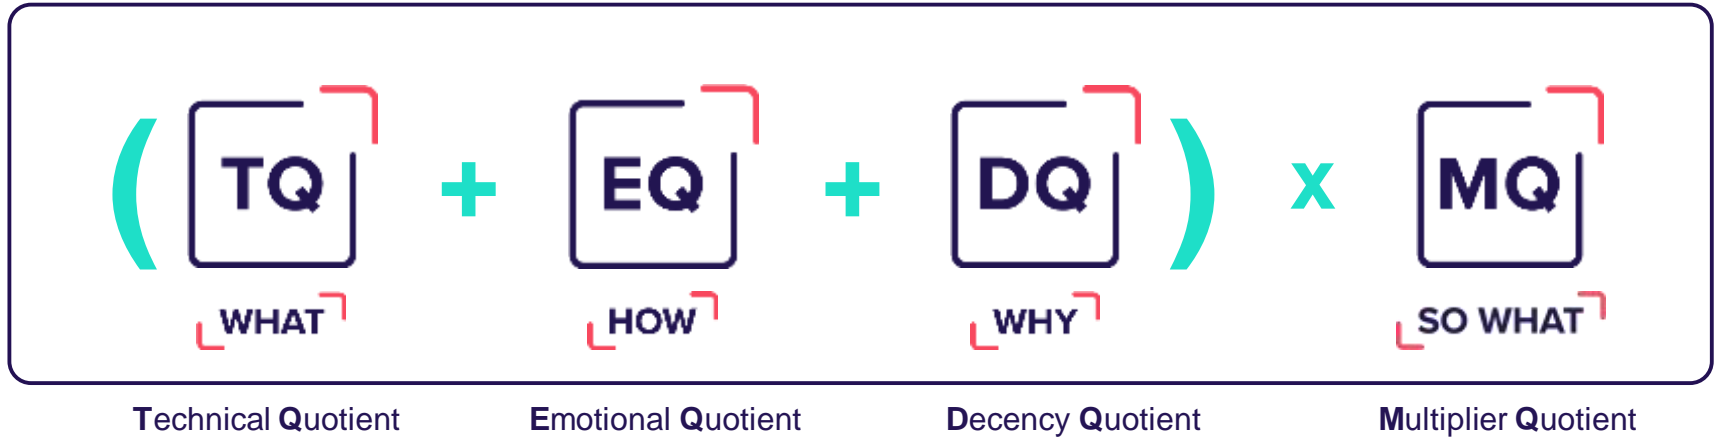 ( TQ + EQ + DQ ) x MQ
WHAT HOW WHY SO WHAT
Technical Quotient Emotional Quotient Decency Quotient Multiplier Quotient